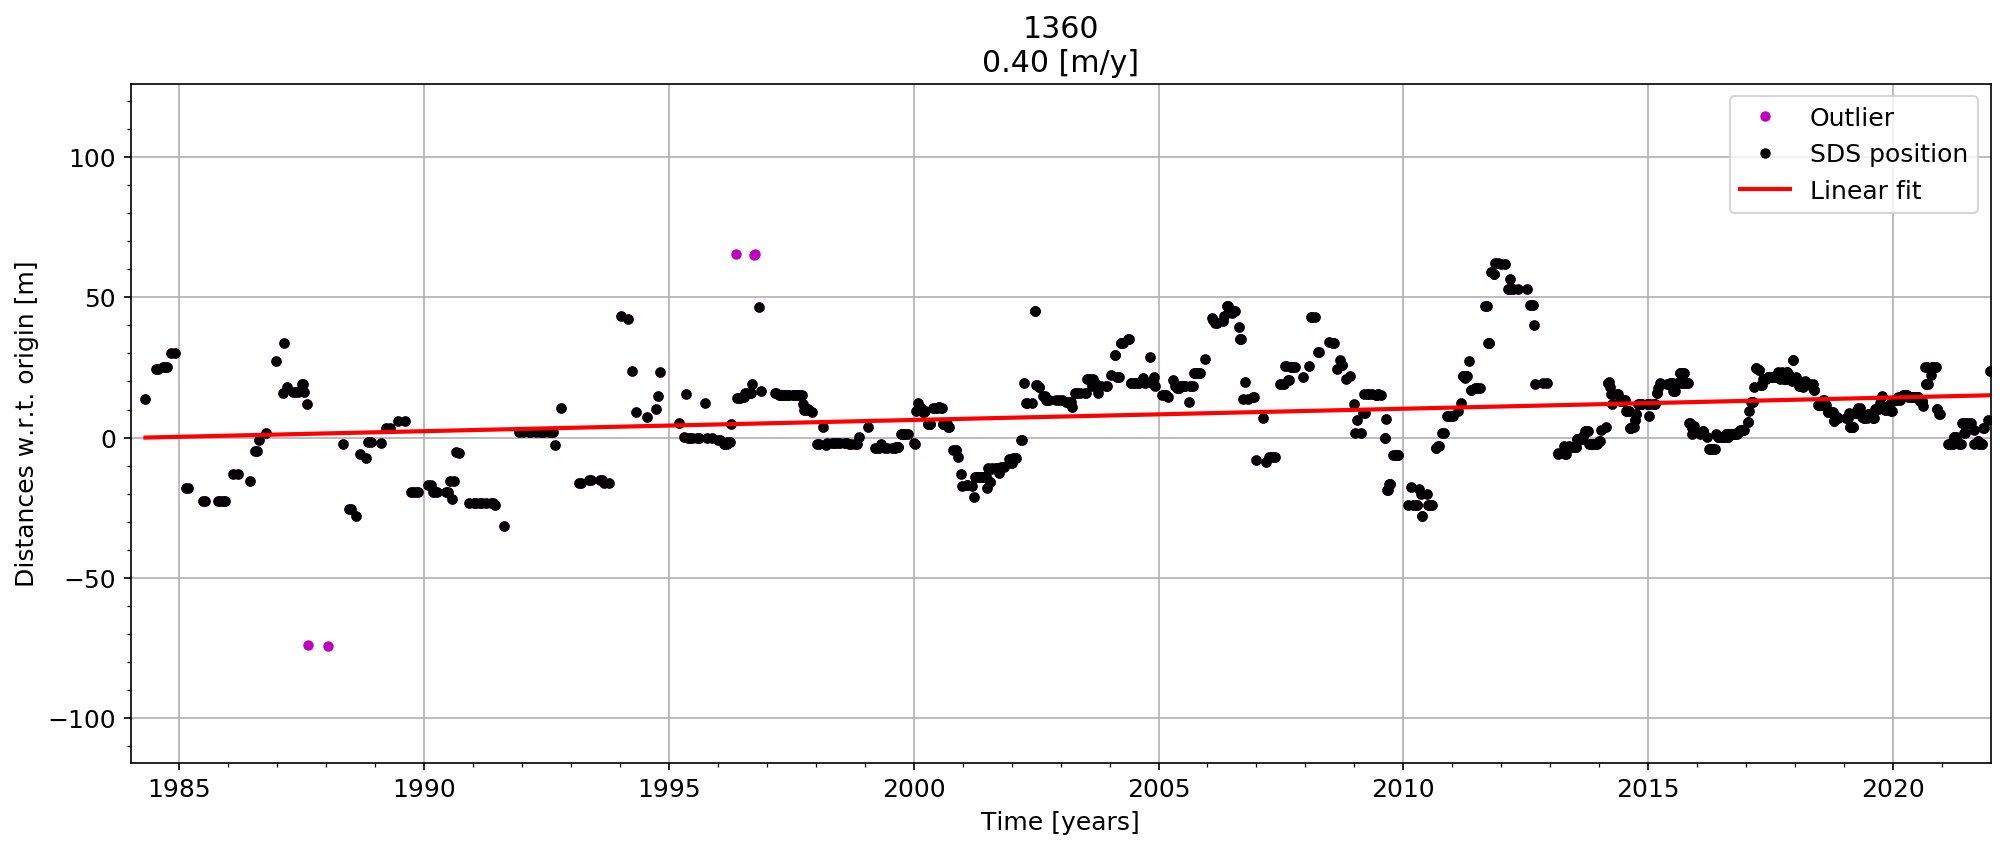 1360
0.40 [m/y]
Outlier
SDS position
Linear fit
Distances w.r.t. origin [m]
100
50
0
−50
−100
1985 1990 1995 2000 2005 2010 2015 2020
Time [years]